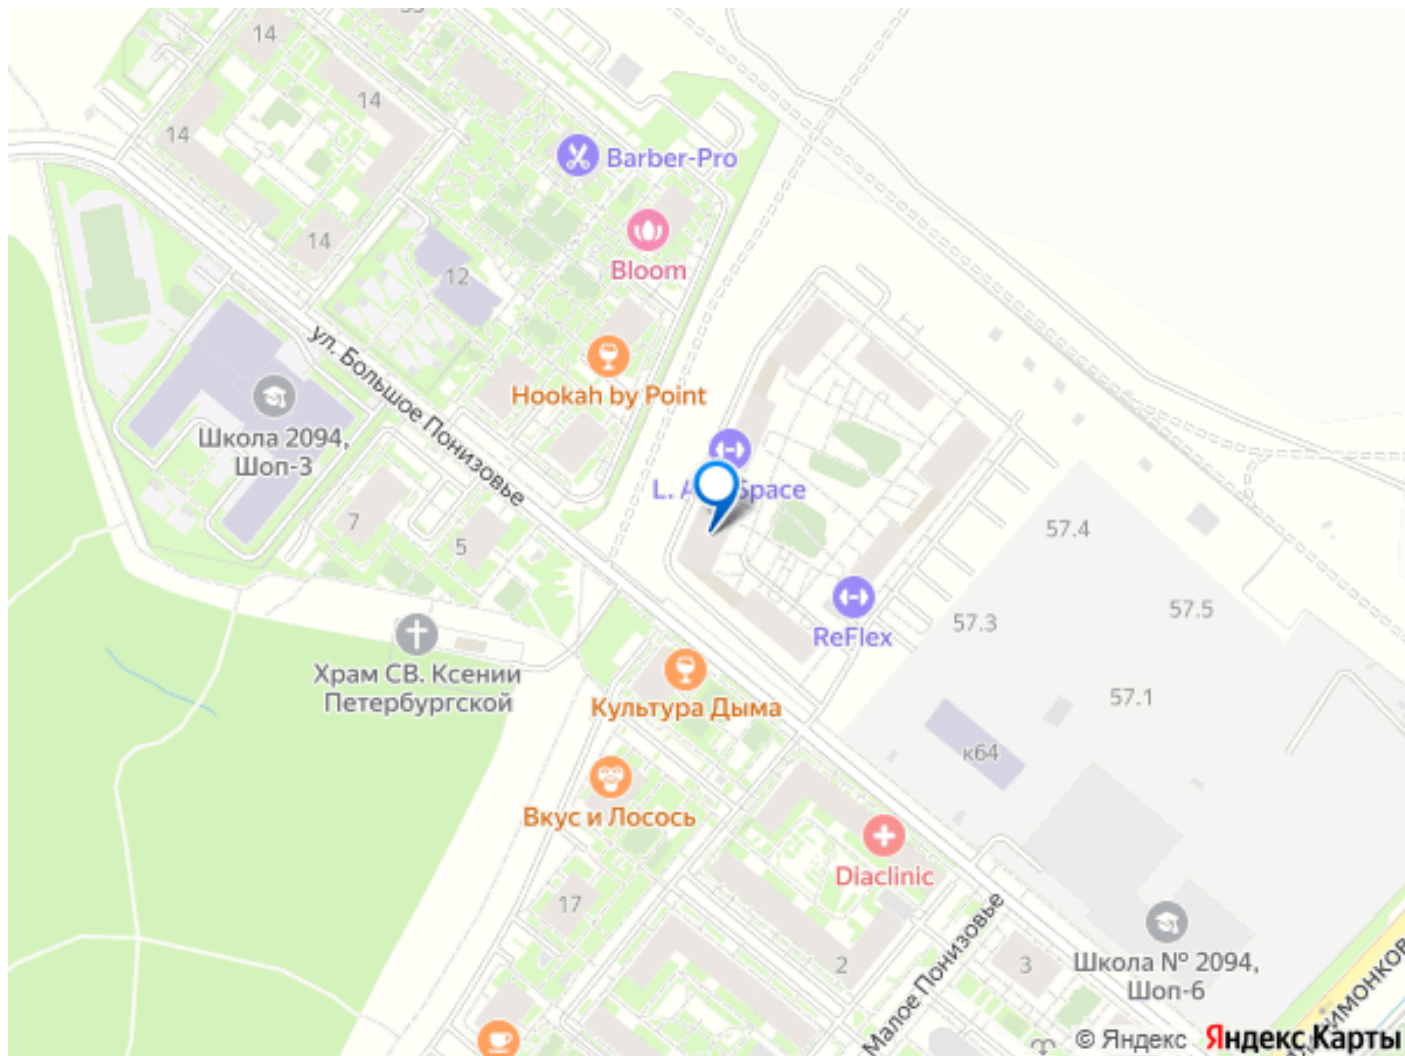 14
14
14
14
Barber-Pro
Bloom
12
Hookah by Point
ул. Большое Понизовье
Школа 2094,
Шоп-3
7
5
Space
57.4
57.5
57.3
57.1
ReFlex
Храм СВ. Ксении
Петербургской
Культура Дыма
к64
Вкус и Лосось
Diaclinic
17
2
3
Малое Понизовье
Школа № 2094,
Шоп-6
© Яндекс Яндекс Карты